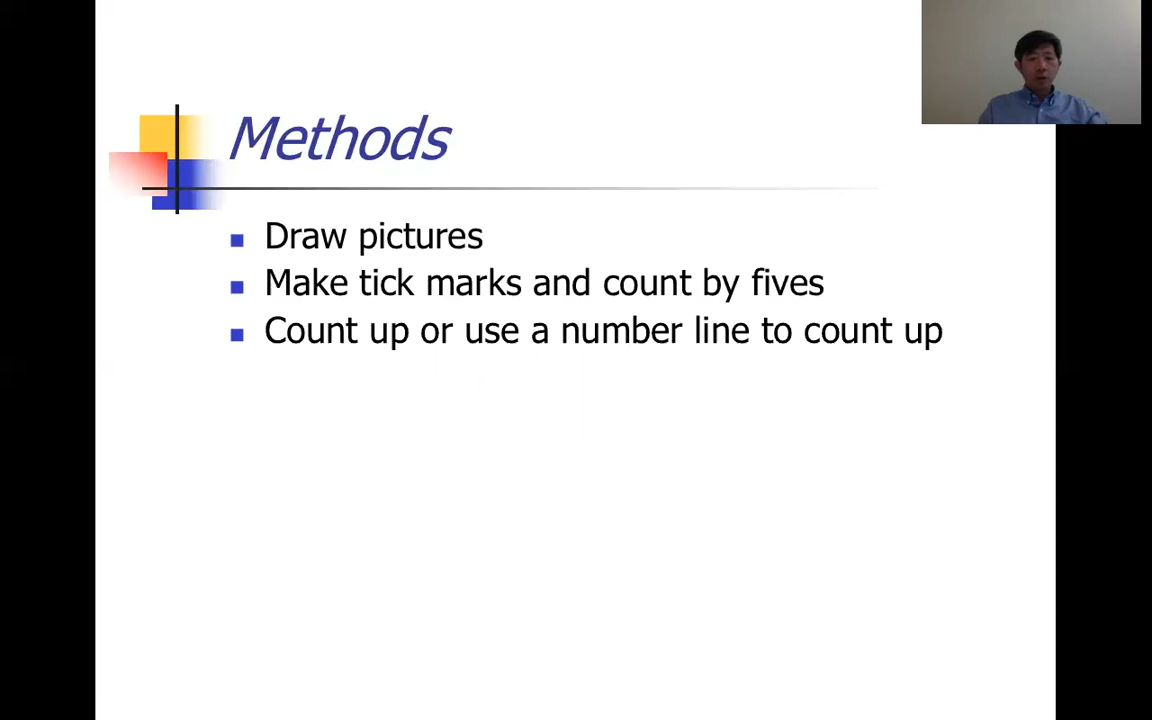 Methods
Draw pictures
Make tick marks and count by fives
Count up or use a number line to count up